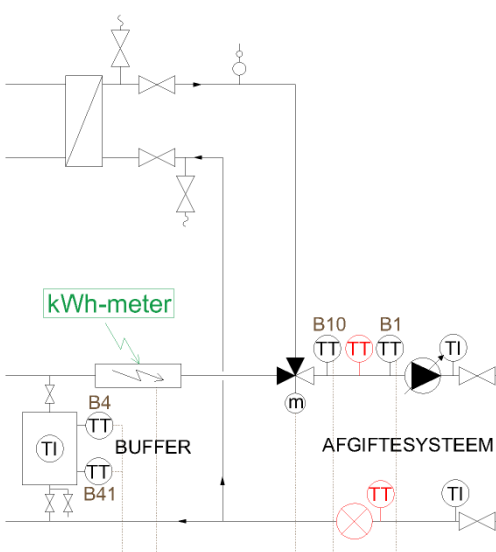 kWh-meter
B10
B1
TT
TT
TT
TI
m
B4
TT
TI
BUFFER
AFGIFTESYSTEEM
TT
B41
TT
TI